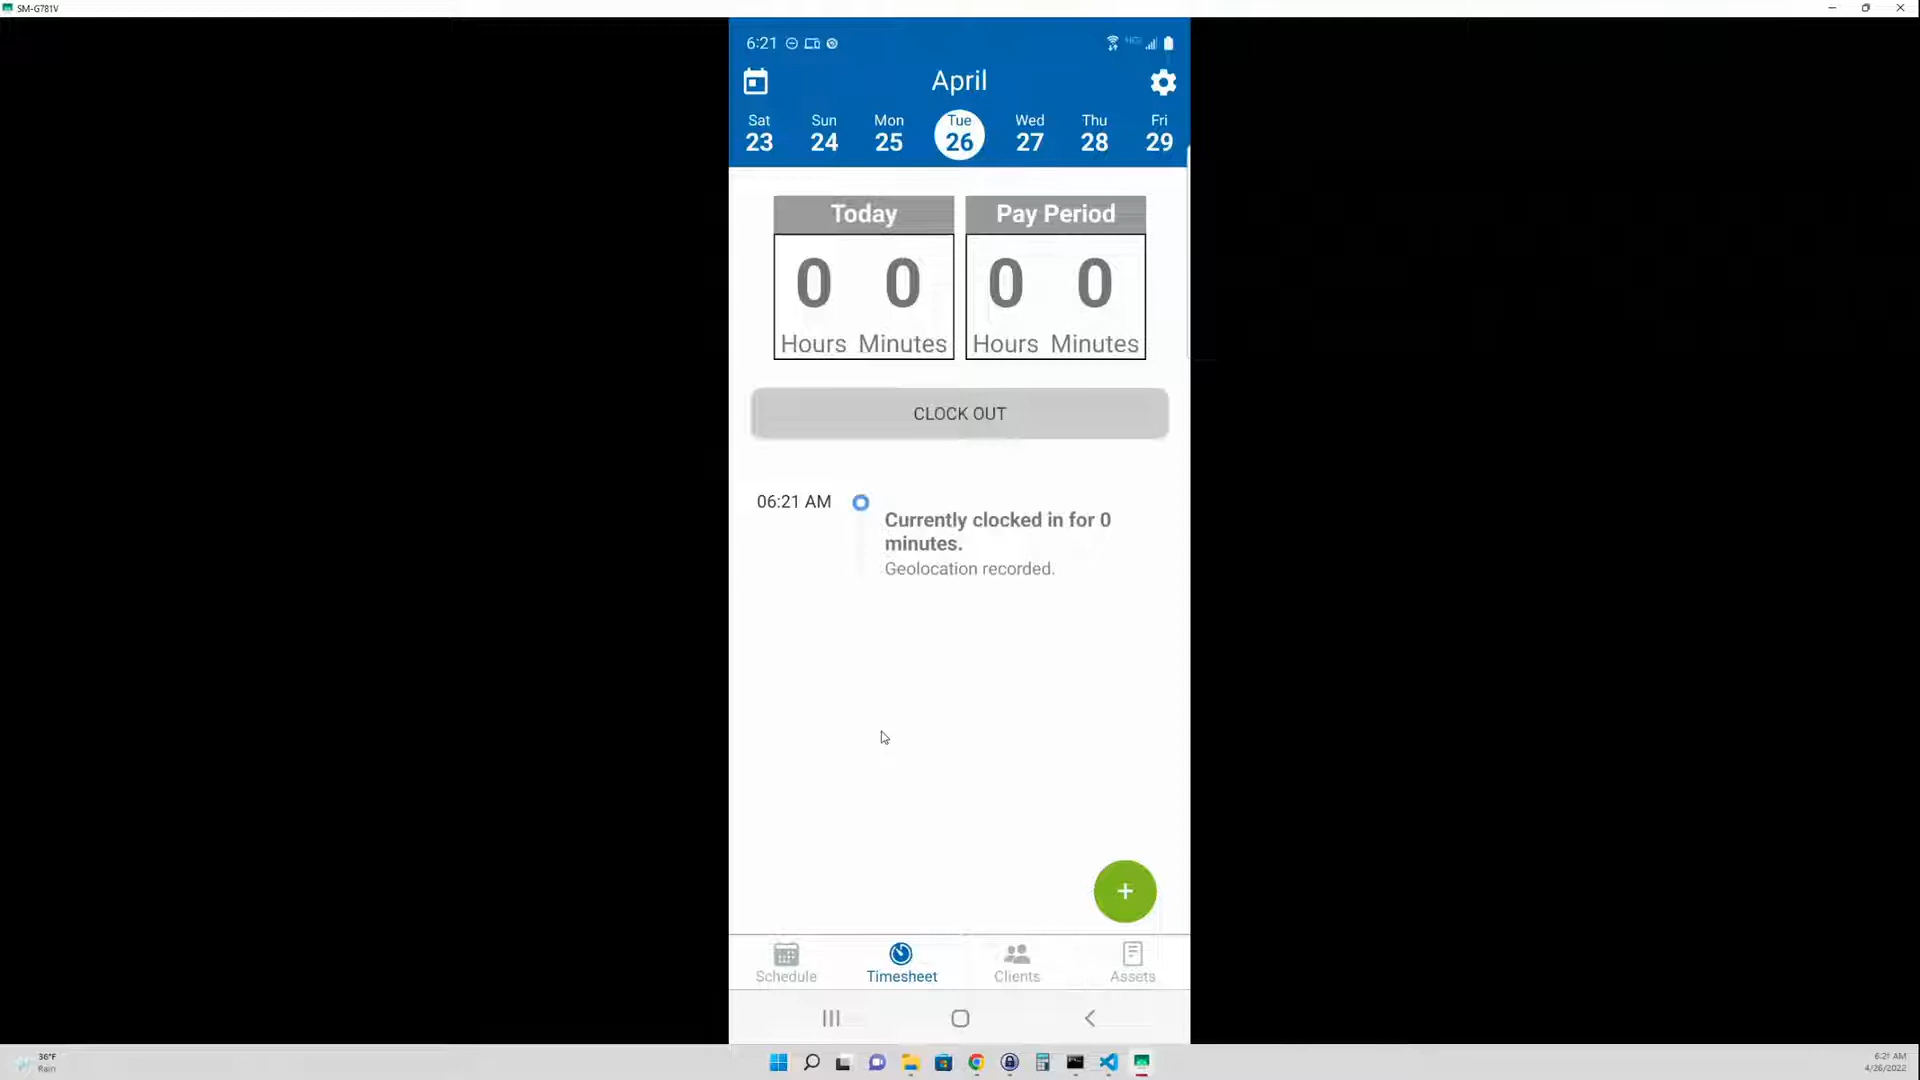 SM-G781V
6:21
April
Sat Sun Mon Tue Wed Thu Fri
23 24 25 26 27 28 29
Today Pay Period
0 0 0 0
Hours Minutes Hours Minutes
CLOCK OUT
06:21 AM
Currently clocked in for 0
minutes.
Geolocation recorded.
+
Schedule Timesheet Clients Assets
36°F
Rain
6:21 AM
4/26/2022